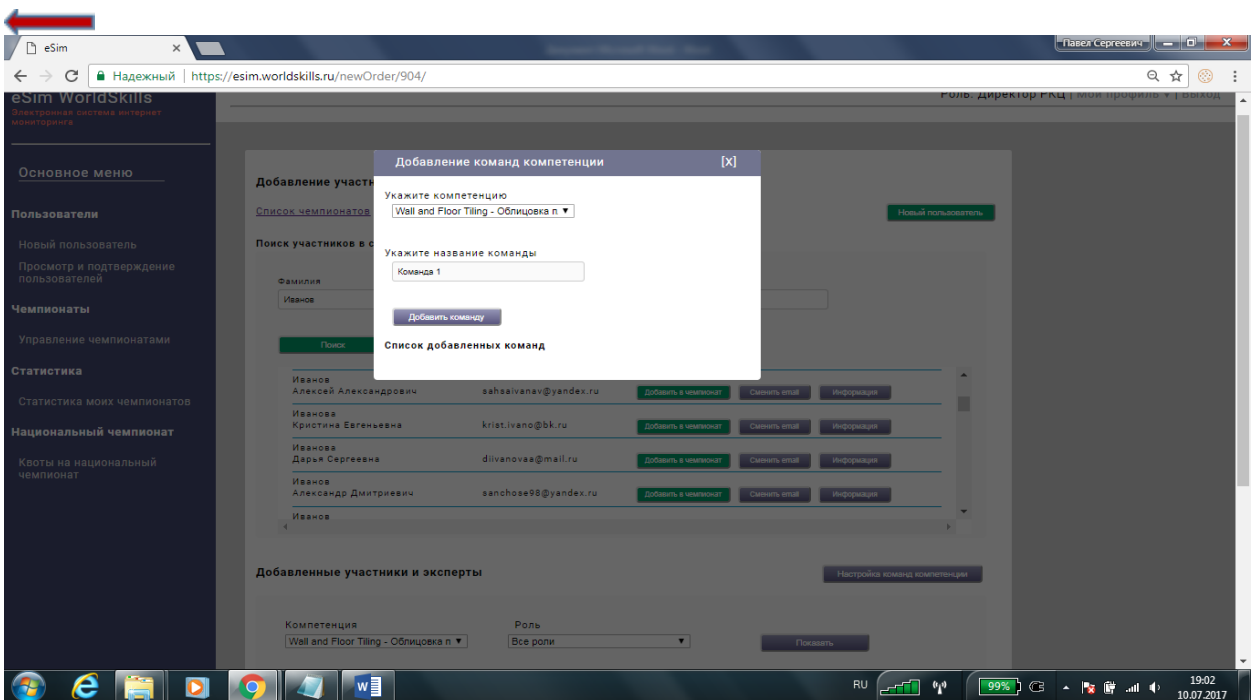 eSim
Павел Сергеевич
Надежный | https://esim.worldskills.ru/newOrder/904/
eSim WorldSkills
Электронная система интернет
мониторинга
Роль: Директор РКЦ | Мой профиль ▾ | Выход
Основное меню
Пользователи
Новый пользователь
Просмотр и подтверждение
пользователей
Чемпионаты
Управление чемпионатами
Статистика
Статистика моих чемпионатов
Национальный чемпионат
Квоты на национальный
чемпионат
Добавление команд компетенции [X]
Укажите компетенцию
Wall and Floor Tiling - Облицовка п
Укажите название команды
Команда 1
Добавить команду
Список добавленных команд
Добавление участн
Список чемпионатов
Новый пользователь
Поиск участников в с
Фамилия
Иванов
Поиск
Иванов
Алексей Александрович sahsaivanav@yandex.ru Добавить в чемпионат Сменить email Информация
Иванова
Кристина Евгеньевна krist.ivano@bk.ru Добавить в чемпионат Сменить email Информация
Иванова
Дарья Сергеевна diivanovaa@mail.ru Добавить в чемпионат Сменить email Информация
Иванов
Александр Дмитриевич sanchose98@yandex.ru Добавить в чемпионат Сменить email Информация
Иванов
Добавленные участники и эксперты
Настройка команд компетенции
Компетенция Роль
Wall and Floor Tiling - Облицовка п Все роли Показать
RU 99% 19:02
10.07.2017